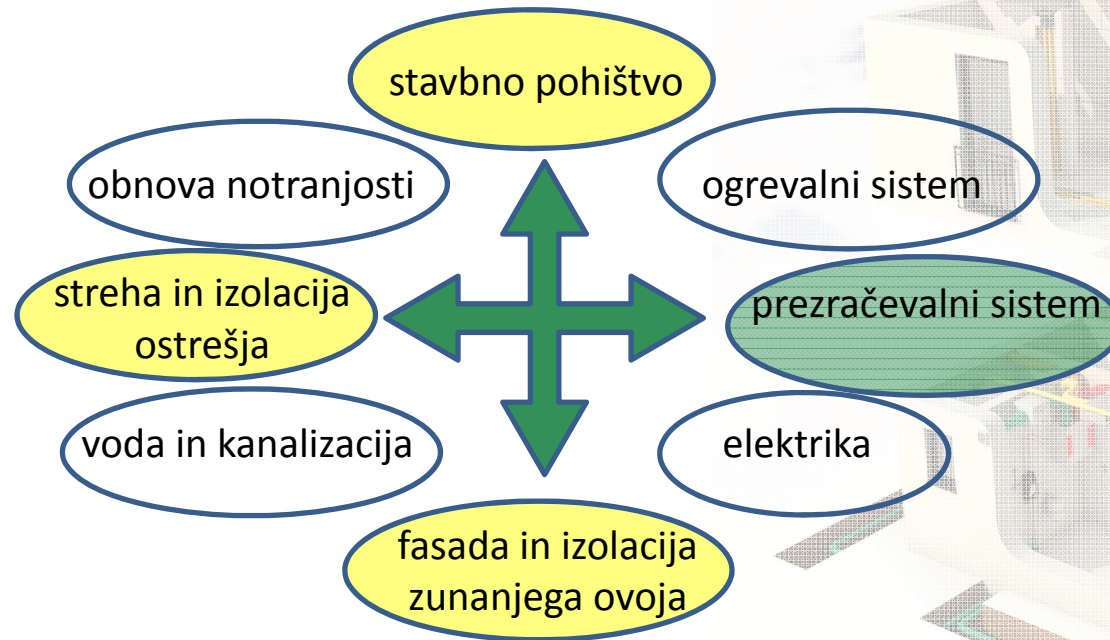 stavbno pohištvo
obnova notranjosti
ogrevalni sistem
streha in izolacija
ostrešja
prezračevalni sistem
voda in kanalizacija
elektrika
fasada in izolacija
zunanjega ovoja